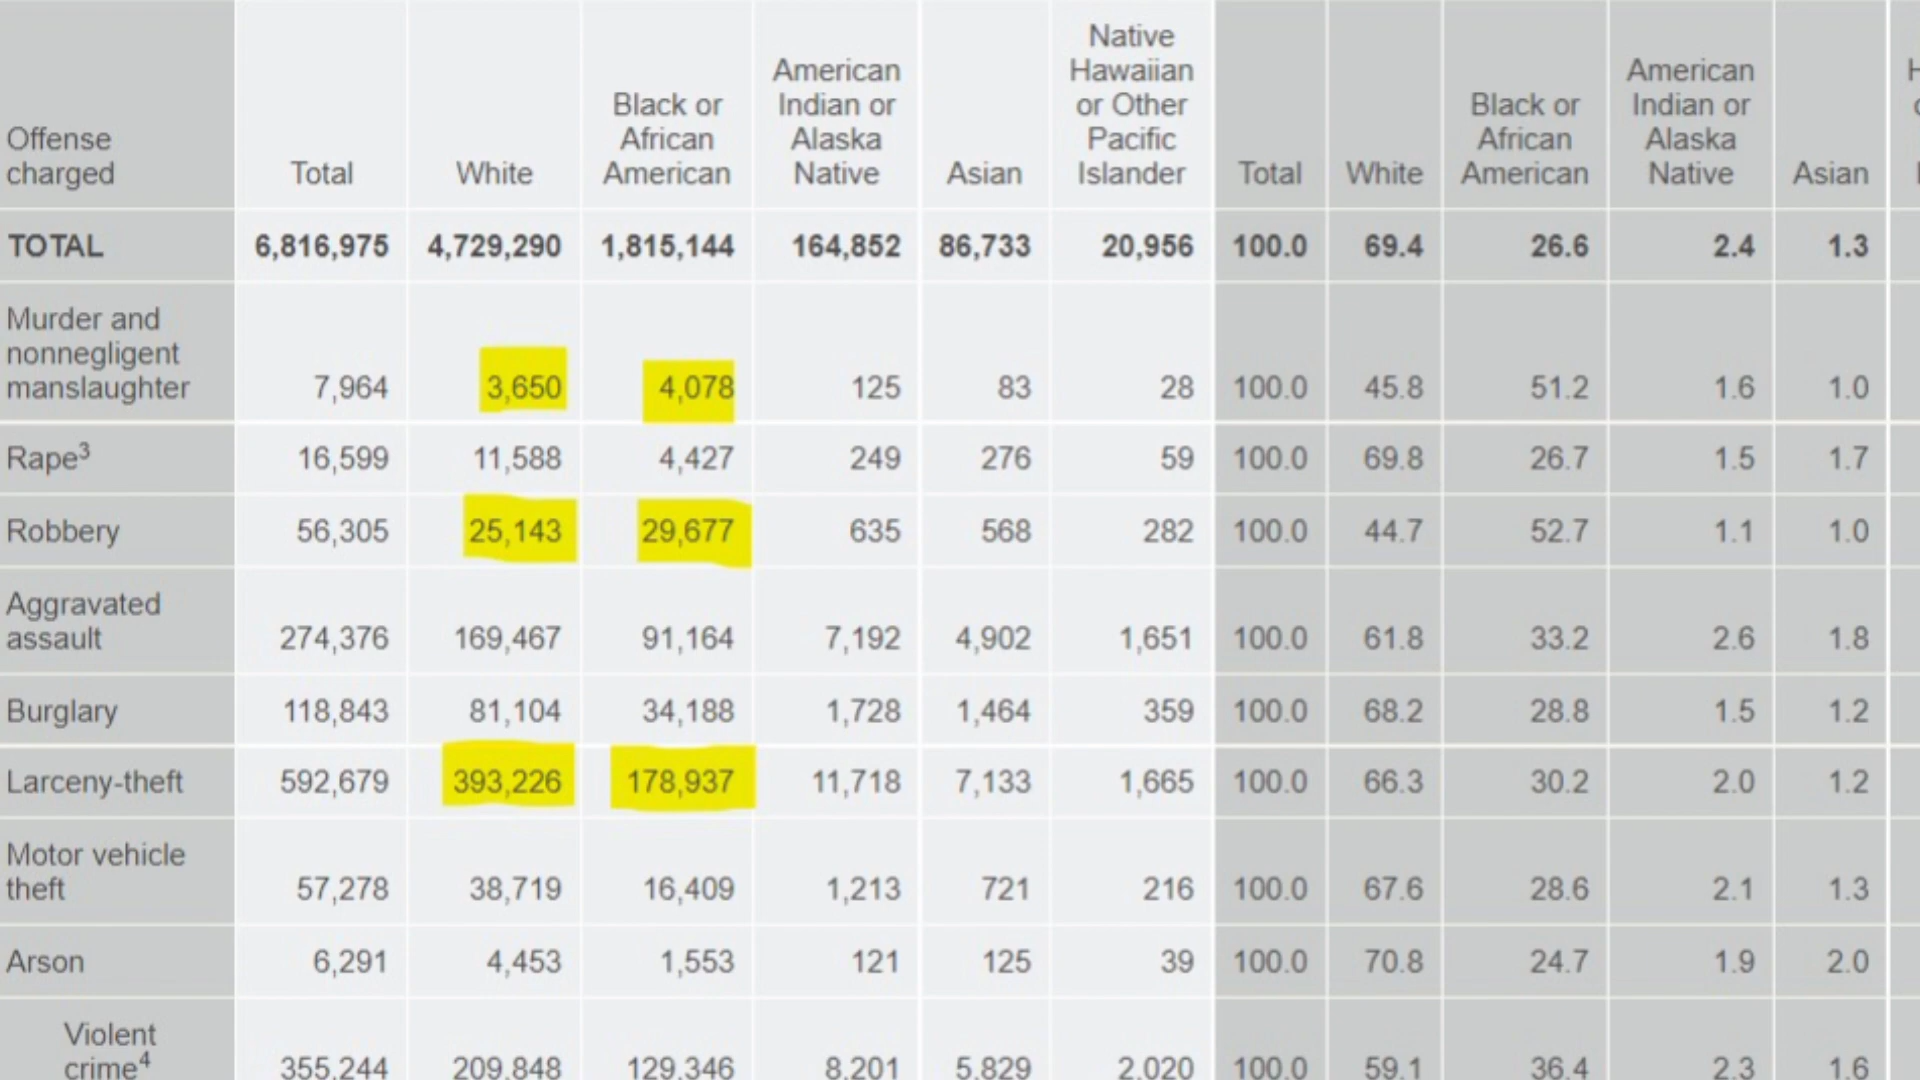 Offense charged Total White Black or African American American Indian or Alaska Native Asian Native Hawaiian or Other Pacific Islander Total White Black or African American American Indian or Alaska Native Asian
TOTAL 6,816,975 4,729,290 1,815,144 164,852 86,733 20,956 100.0 69.4 26.6 2.4 1.3
Murder and nonnegligent manslaughter 7,964 3,650 4,078 125 83 28 100.0 45.8 51.2 1.6 1.0
Rape3 16,599 11,588 4,427 249 276 59 100.0 69.8 26.7 1.5 1.7
Robbery 56,305 25,143 29,677 635 568 282 100.0 44.7 52.7 1.1 1.0
Aggravated assault 274,376 169,467 91,164 7,192 4,902 1,651 100.0 61.8 33.2 2.6 1.8
Burglary 118,843 81,104 34,188 1,728 1,464 359 100.0 68.2 28.8 1.5 1.2
Larceny-theft 592,679 393,226 178,937 11,718 7,133 1,665 100.0 66.3 30.2 2.0 1.2
Motor vehicle theft 57,278 38,719 16,409 1,213 721 216 100.0 67.6 28.6 2.1 1.3
Arson 6,291 4,453 1,553 121 125 39 100.0 70.8 24.7 1.9 2.0
Violent crime4 355,244 209,848 129,346 8,201 5,829 2,020 100.0 59.1 36.4 2.3 1.6